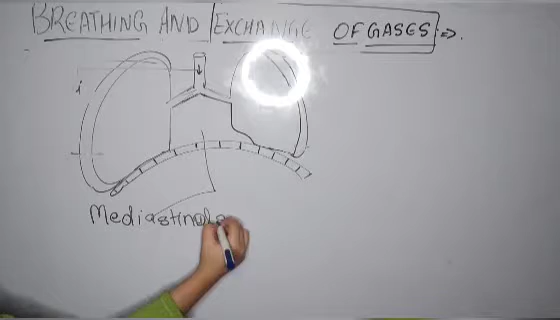 BREATHING AND EXCHANGE OF GASES ⇒.
i
Mediastinal